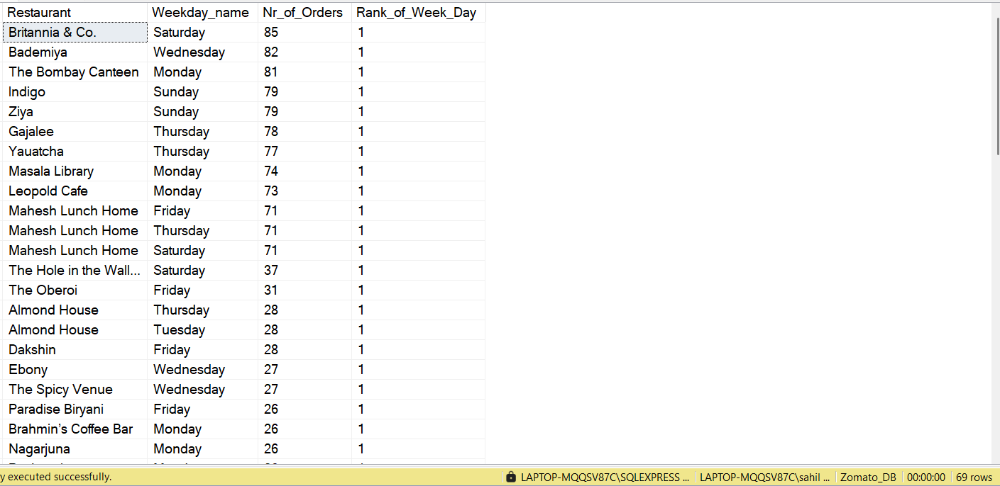 Restaurant Weekday_name Nr_of_Orders Rank_of_Week_Day
Britannia & Co. Saturday 85 1
Bademiya Wednesday 82 1
The Bombay Canteen Monday 81 1
Indigo Sunday 79 1
Ziya Sunday 79 1
Gajalee Thursday 78 1
Yauatcha Thursday 77 1
Masala Library Monday 74 1
Leopold Cafe Monday 73 1
Mahesh Lunch Home Friday 71 1
Mahesh Lunch Home Thursday 71 1
Mahesh Lunch Home Saturday 71 1
The Hole in the Wall... Saturday 37 1
The Oberoi Friday 31 1
Almond House Thursday 28 1
Almond House Tuesday 28 1
Dakshin Friday 28 1
Ebony Wednesday 27 1
The Spicy Venue Wednesday 27 1
Paradise Biryani Friday 26 1
Brahmin’s Coffee Bar Monday 26 1
Nagarjuna Monday 26 1
y executed successfully. LAPTOP-MQQSV87C\SQLEXPRESS ... LAPTOP-MQQSV87C\sahil ... Zomato_DB 00:00:00 69 rows